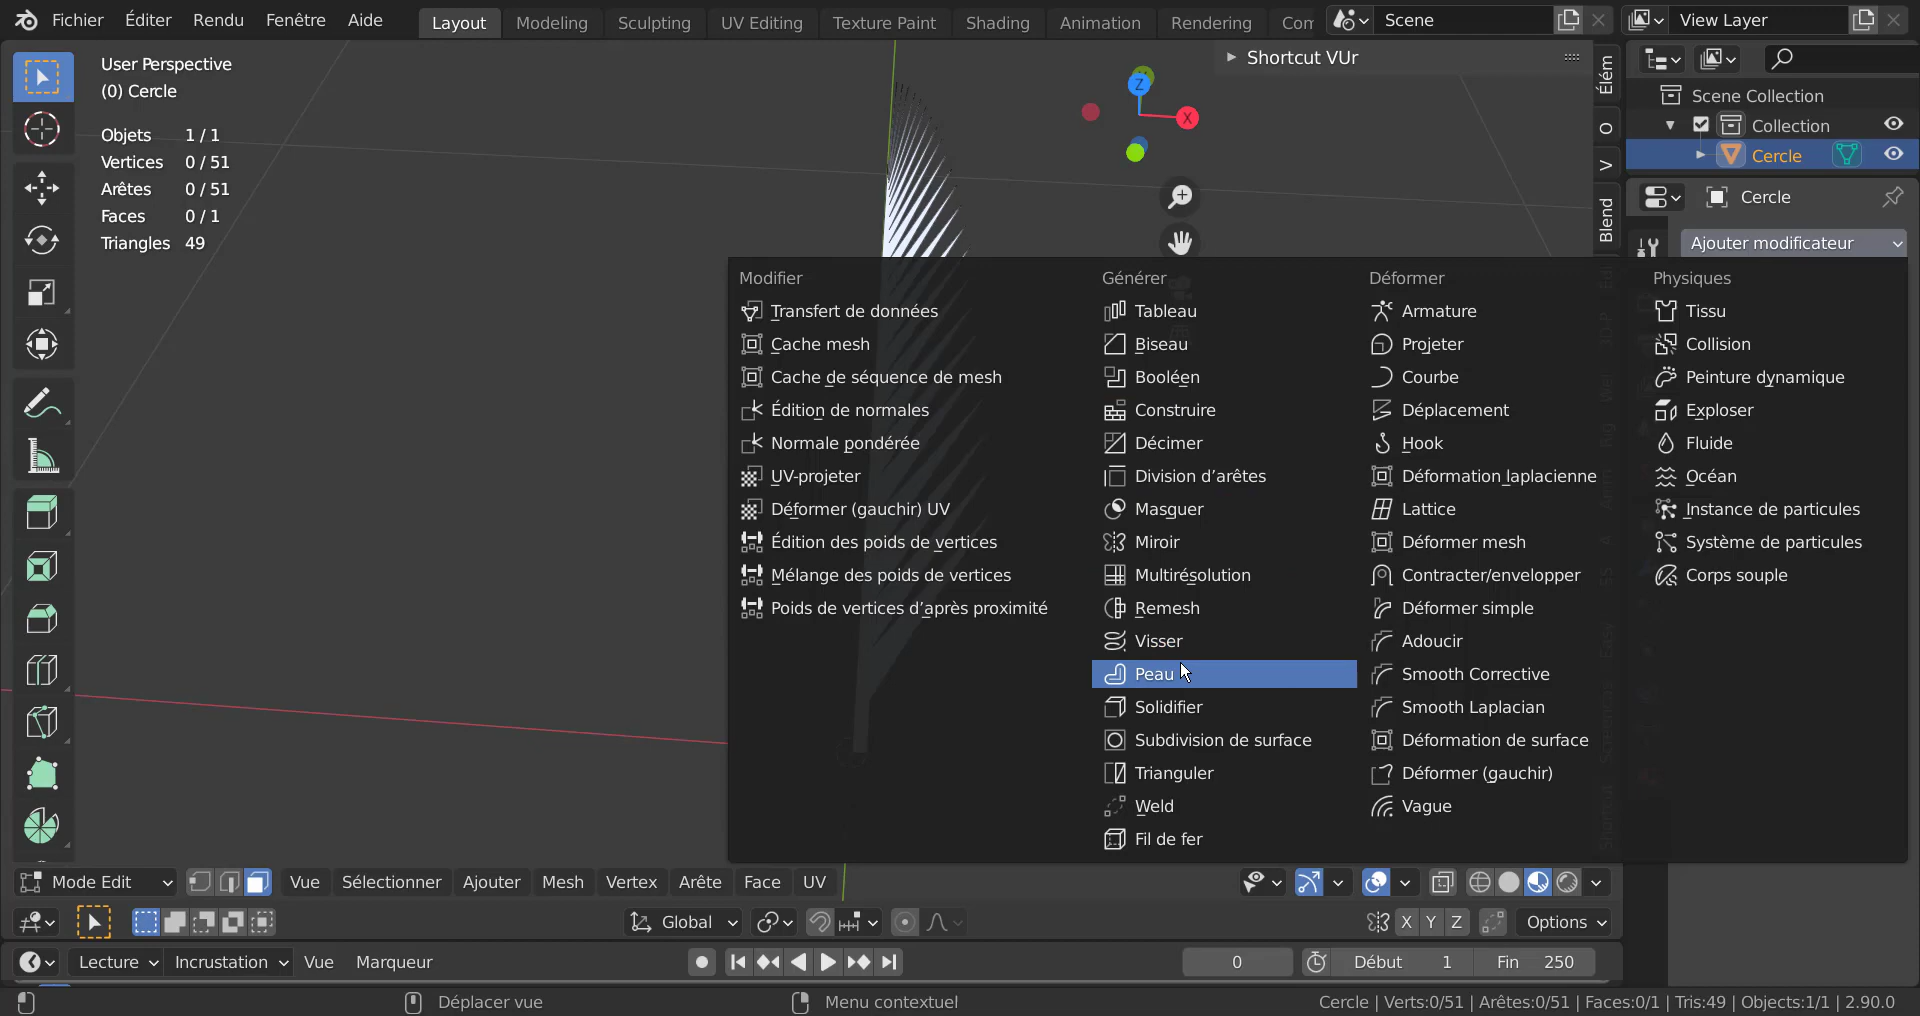 Fichier Éditer Rendu Fenêtre Aide Layout Modeling Sculpting UV Editing Texture Paint Shading Animation Rendering Com Scene View Layer
User Perspective
(0) Cercle
Objets 1 / 1
Vertices 0 / 51
Arêtes 0 / 51
Faces 0 / 1
Triangles 49
Shortcut VUr
Z
X
Élém
O
V
Blend
Scene Collection
Collection
Cercle
Cercle
Ajouter modificateur
Modifier
Transfert de données
Cache mesh
Cache de séquence de mesh
Édition de normales
Normale pondérée
UV-projeter
Déformer (gauchir) UV
Édition des poids de vertices
Mélange des poids de vertices
Poids de vertices d’après proximité
Générer
Tableau
Biseau
Booléen
Construire
Décimer
Division d’arêtes
Masquer
Miroir
Multirésolution
Remesh
Visser
Peau
Solidifier
Subdivision de surface
Trianguler
Weld
Fil de fer
Déformer
Armature
Projeter
Courbe
Déplacement
Hook
Déformation laplacienne
Lattice
Déformer mesh
Contracter/envelopper
Déformer simple
Adoucir
Smooth Corrective
Smooth Laplacian
Déformation de surface
Déformer (gauchir)
Vague
Physiques
Tissu
Collision
Peinture dynamique
Exploser
Fluide
Océan
Instance de particules
Système de particules
Corps souple
Mode Edit Vue Sélectionner Ajouter Mesh Vertex Arête Face UV
Global X Y Z Options
Lecture Incrustation Vue Marqueur 0 Début 1 Fin 250
Déplacer vue Menu contextuel Cercle | Verts:0/51 | Arêtes:0/51 | Faces:0/1 | Tris:49 | Objects:1/1 | 2.90.0